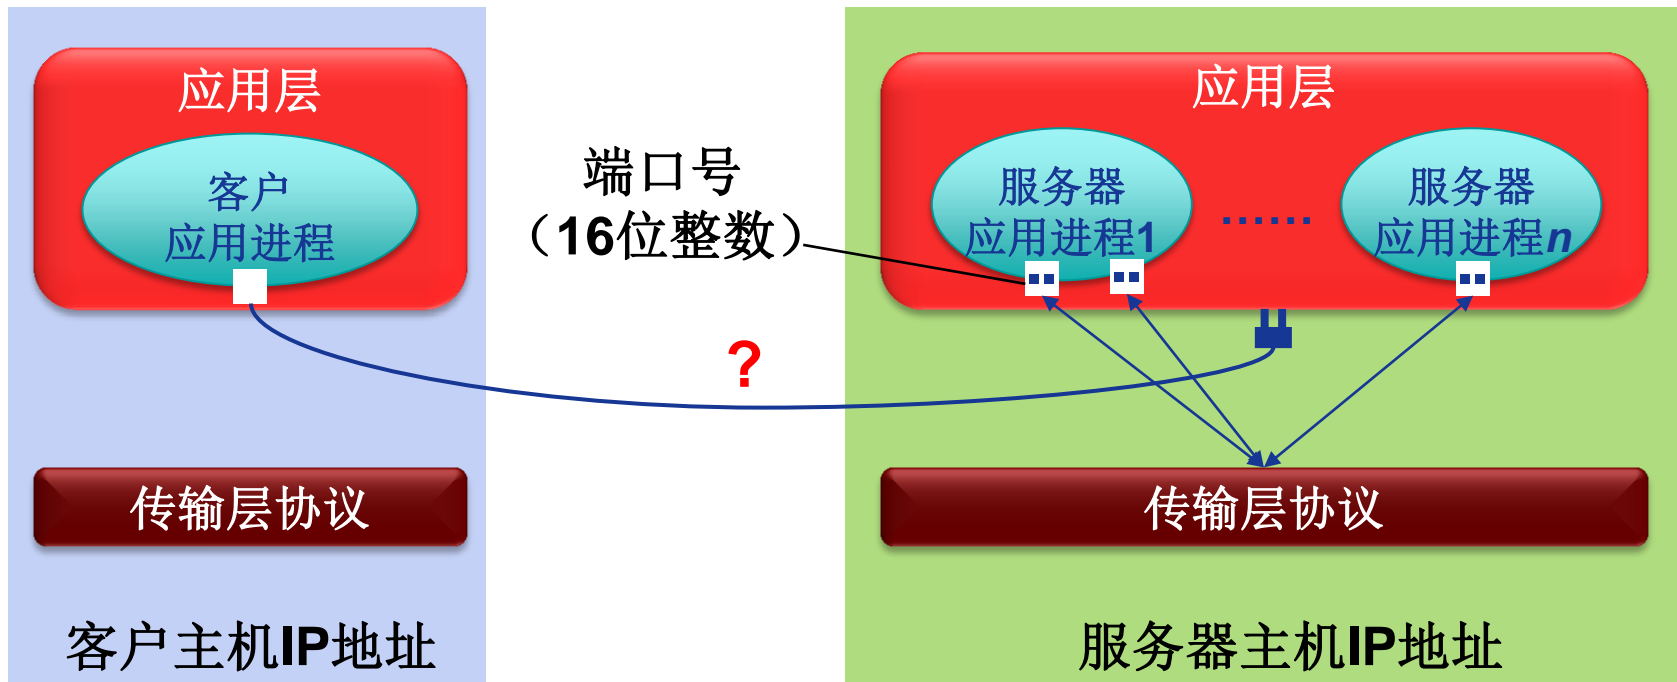 应用层
客户
应用进程
传输层协议
客户主机IP地址
端口号
（16位整数）
?
应用层
服务器
应用进程1
……
服务器
应用进程n
传输层协议
服务器主机IP地址